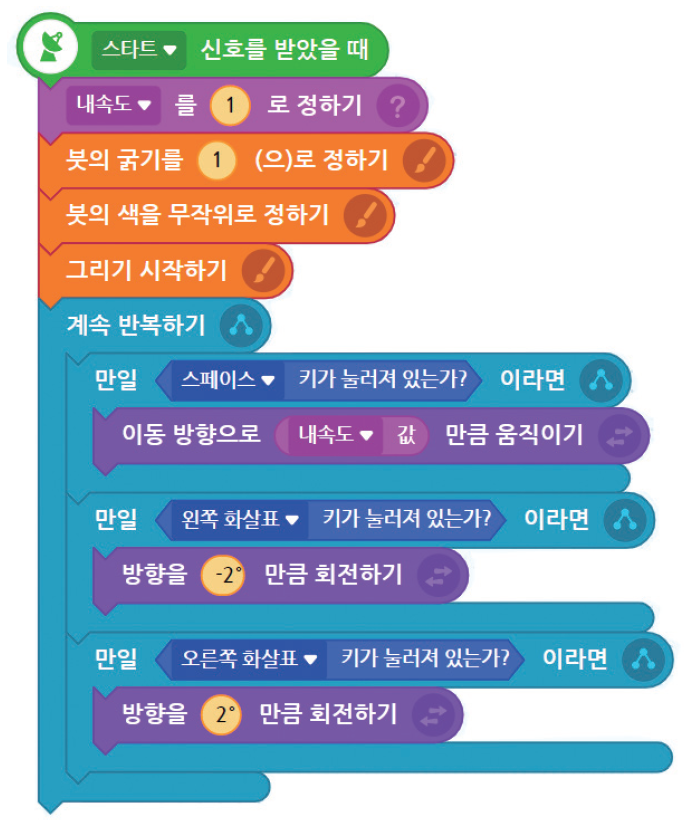 스타트 ▼ 신호를 받았을 때
내속도 ▼ 를 1 로 정하기 ?
붓의 굵기를 1 (으)로 정하기
붓의 색을 무작위로 정하기
그리기 시작하기
계속 반복하기
만일 스페이스 ▼ 키가 눌러져 있는가? 이라면
이동 방향으로 내속도 ▼ 값 만큼 움직이기
만일 왼쪽 화살표 ▼ 키가 눌러져 있는가? 이라면
방향을 -2° 만큼 회전하기
만일 오른쪽 화살표 ▼ 키가 눌러져 있는가? 이라면
방향을 2° 만큼 회전하기